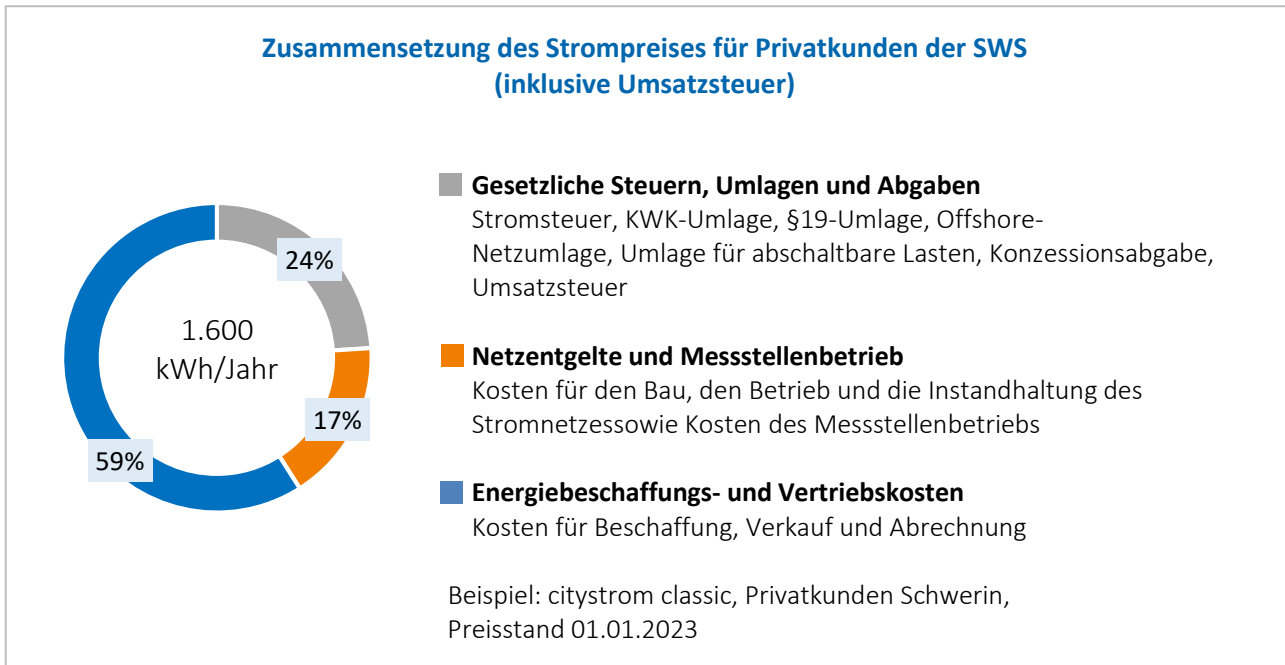 Zusammensetzung des Strompreises für Privatkunden der SWS
(inklusive Umsatzsteuer)
24%
1.600
kWh/Jahr
17%
59%
Gesetzliche Steuern, Umlagen und Abgaben
Stromsteuer, KWK-Umlage, §19-Umlage, Offshore-
Netzumlage, Umlage für abschaltbare Lasten, Konzessionsabgabe,
Umsatzsteuer
Netzentgelte und Messstellenbetrieb
Kosten für den Bau, den Betrieb und die Instandhaltung des
Stromnetzessowie Kosten des Messstellenbetriebs
Energiebeschaffungs- und Vertriebskosten
Kosten für Beschaffung, Verkauf und Abrechnung
Beispiel: citystrom classic, Privatkunden Schwerin,
Preisstand 01.01.2023